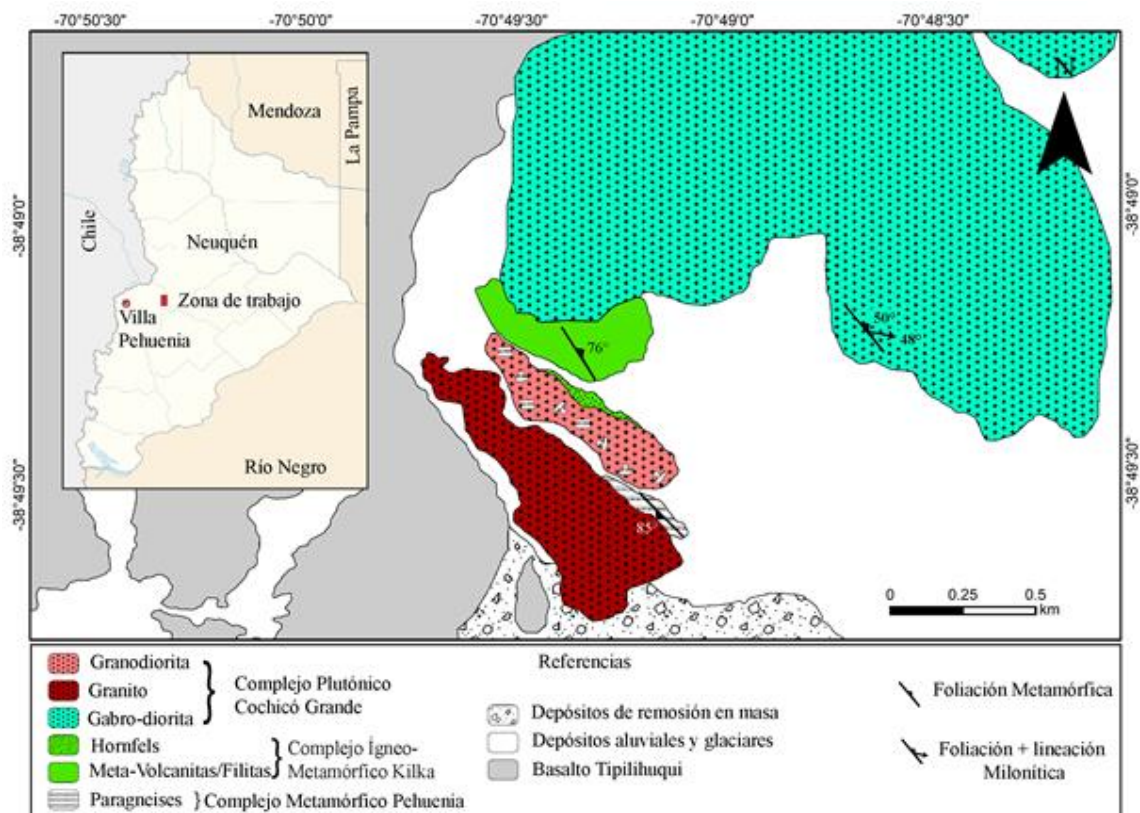 -70°50'30"
-70°50'0"
-70°49'30"
-70°49'0"
-70°48'30"
Mendoza
La Pampa
Chile
Neuquén
Zona de trabajo
Villa
Pehuenia
Río Negro
-38°49'0"
-38°49'30"
-38°49'0"
-38°49'30"
N
76°
50°
48°
85°
0 0.25 0.5
km
Referencias
Granodiorita
Granito
Gabro-diorita
Complejo Plutónico
Cochicó Grande
Hornfels
Meta-Volcanitas/Filitas
Complejo Ígneo-
Metamórfico Kilka
Paragneises
Complejo Metamórfico Pehuenia
Depósitos de remosión en masa
Depósitos aluviales y glaciares
Basalto Tipilihuqui
Foliación Metamórfica
Foliación + lineación
Milonítica